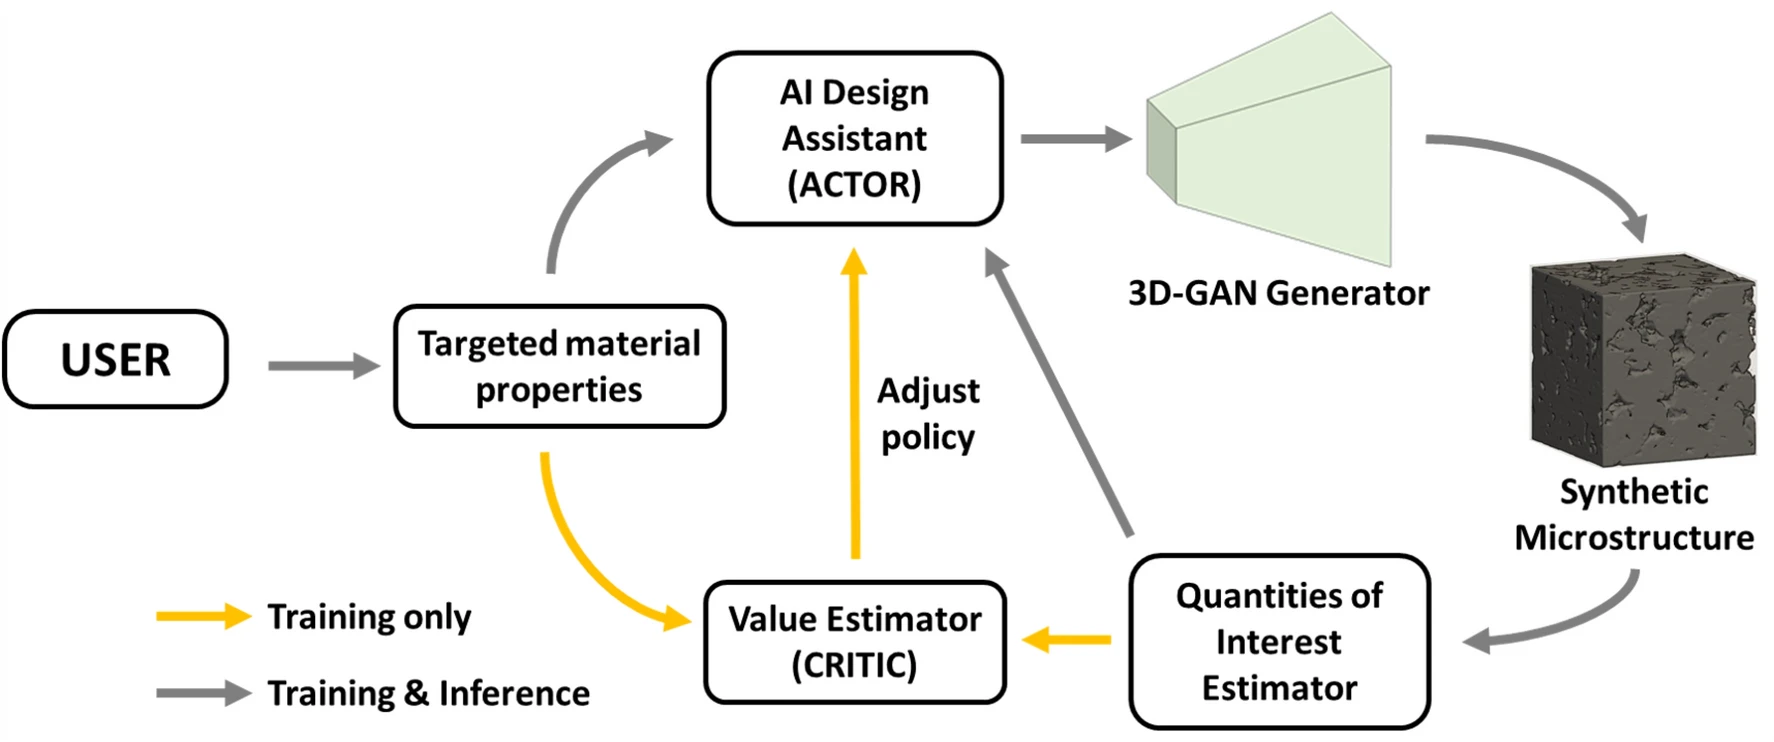 USER
Targeted material
properties
AI Design
Assistant
(ACTOR)
3D-GAN Generator
Synthetic
Microstructure
Quantities of
Interest
Estimator
Value Estimator
(CRITIC)
Adjust
policy
Training only
Training & Inference